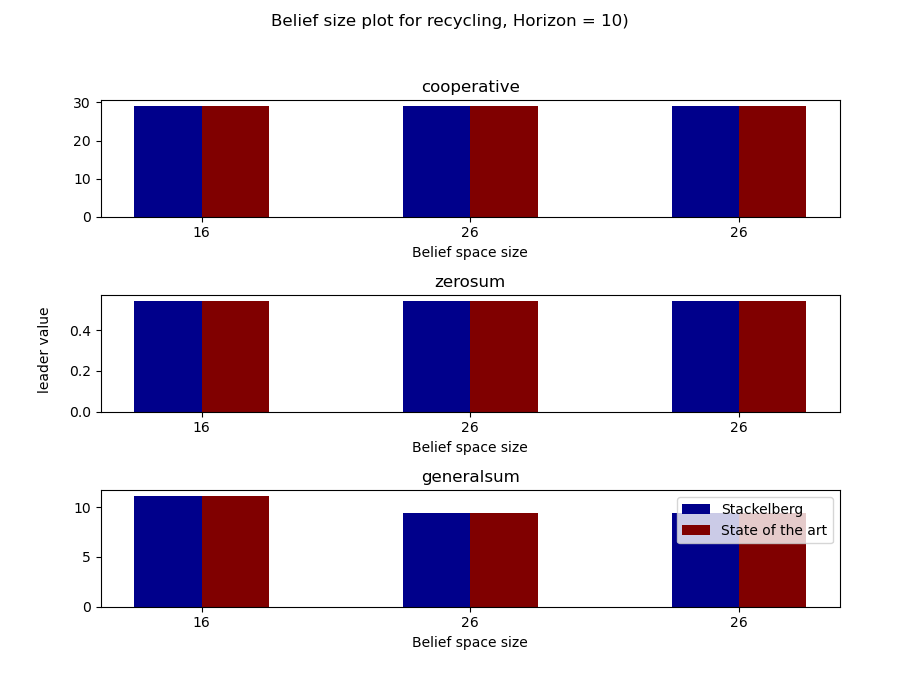 Belief size plot for recycling, Horizon = 10)
cooperative
30
20
10
0
16
26
26
Belief space size
zerosum
leader value
0.4
0.2
0.0
16
26
26
Belief space size
generalsum
10
5
0
Stackelberg
State of the art
16
26
26
Belief space size